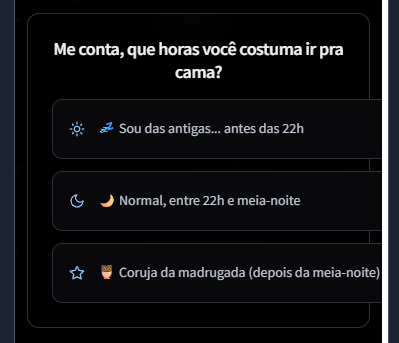 Me conta, que horas você costuma ir pra
cama?
💤 Sou das antigas... antes das 22h
🌙 Normal, entre 22h e meia-noite
🦉 Coruja da madrugada (depois da meia-noite)